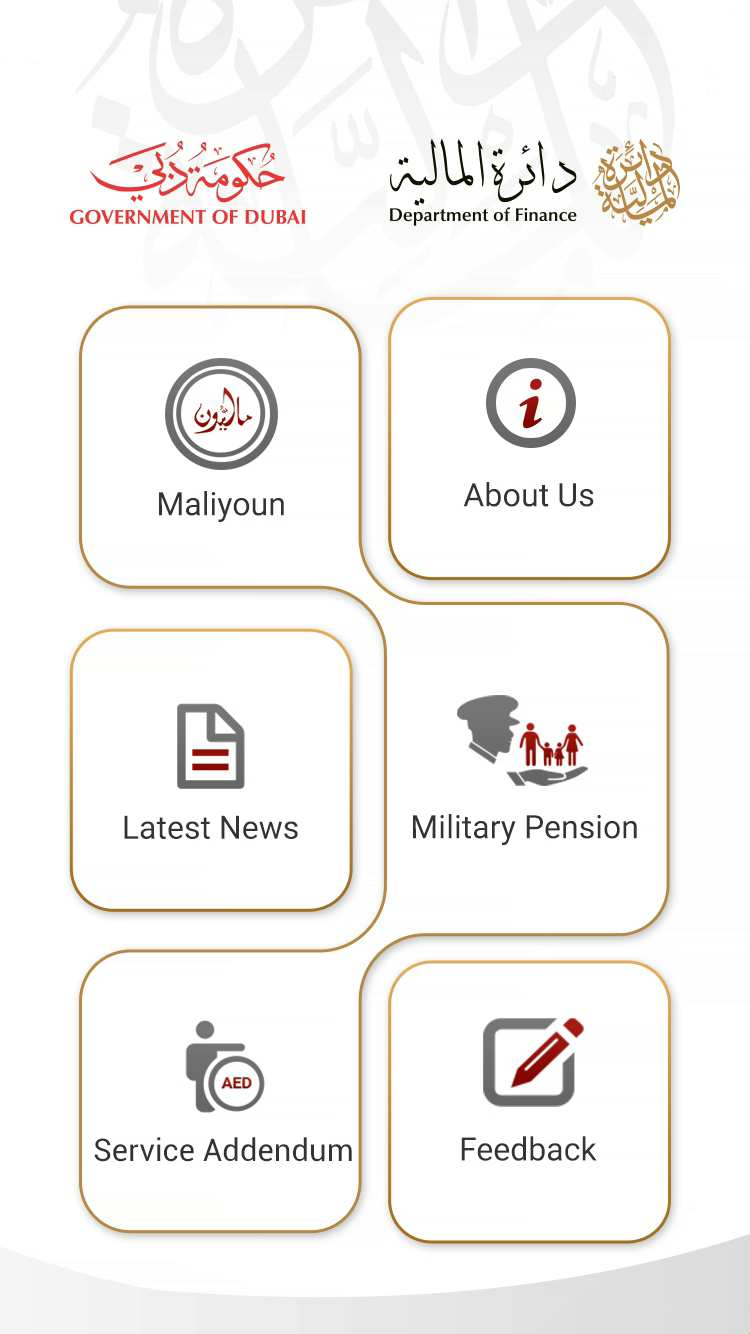 حكومة دبي
GOVERNMENT OF DUBAI
دائرة المالية
Department of Finance
دائرة المالية
ماليون
Maliyoun
i
About Us
Latest News
Military Pension
AED
Service Addendum
Feedback